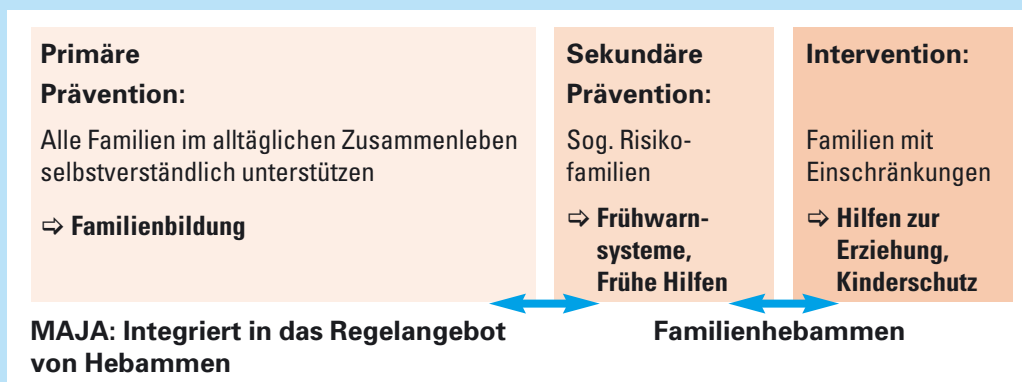 Primäre
Prävention:
Alle Familien im alltäglichen Zusammenleben
selbstverständlich unterstützen
⇨ Familienbildung
Sekundäre
Prävention:
Sog. Risiko-
familien
⇨ Frühwarn-
systeme,
Frühe Hilfen
Intervention:
Familien mit
Einschränkungen
⇨ Hilfen zur
Erziehung,
Kinderschutz
MAJA: Integriert in das Regelangebot
von Hebammen
Familienhebammen